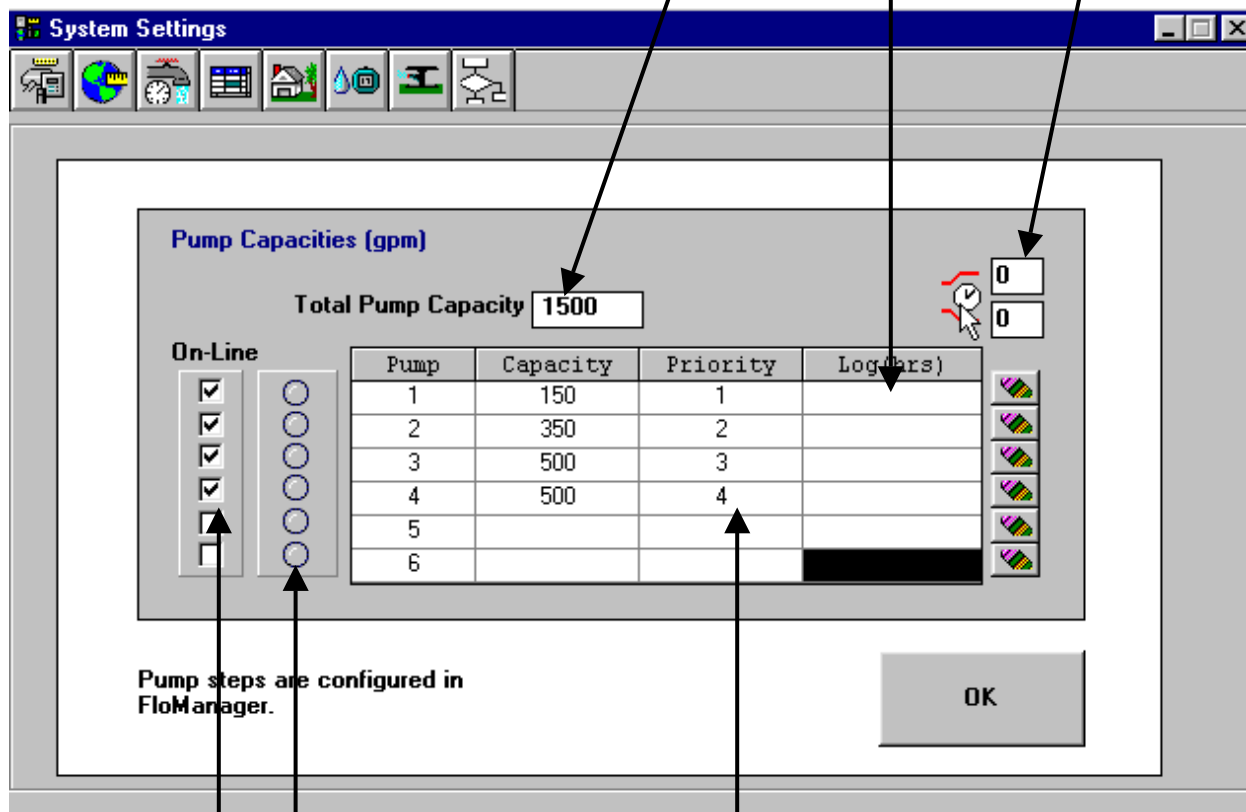 System Settings
Pump Capacities (gpm)
0
Total Pump Capacity 1500
0
On-Line
Pump Capacity Priority Log(hrs)
1 150 1
2 350 2
3 500 3
4 500 4
5
6
Pump steps are configured in
FloManager.
OK